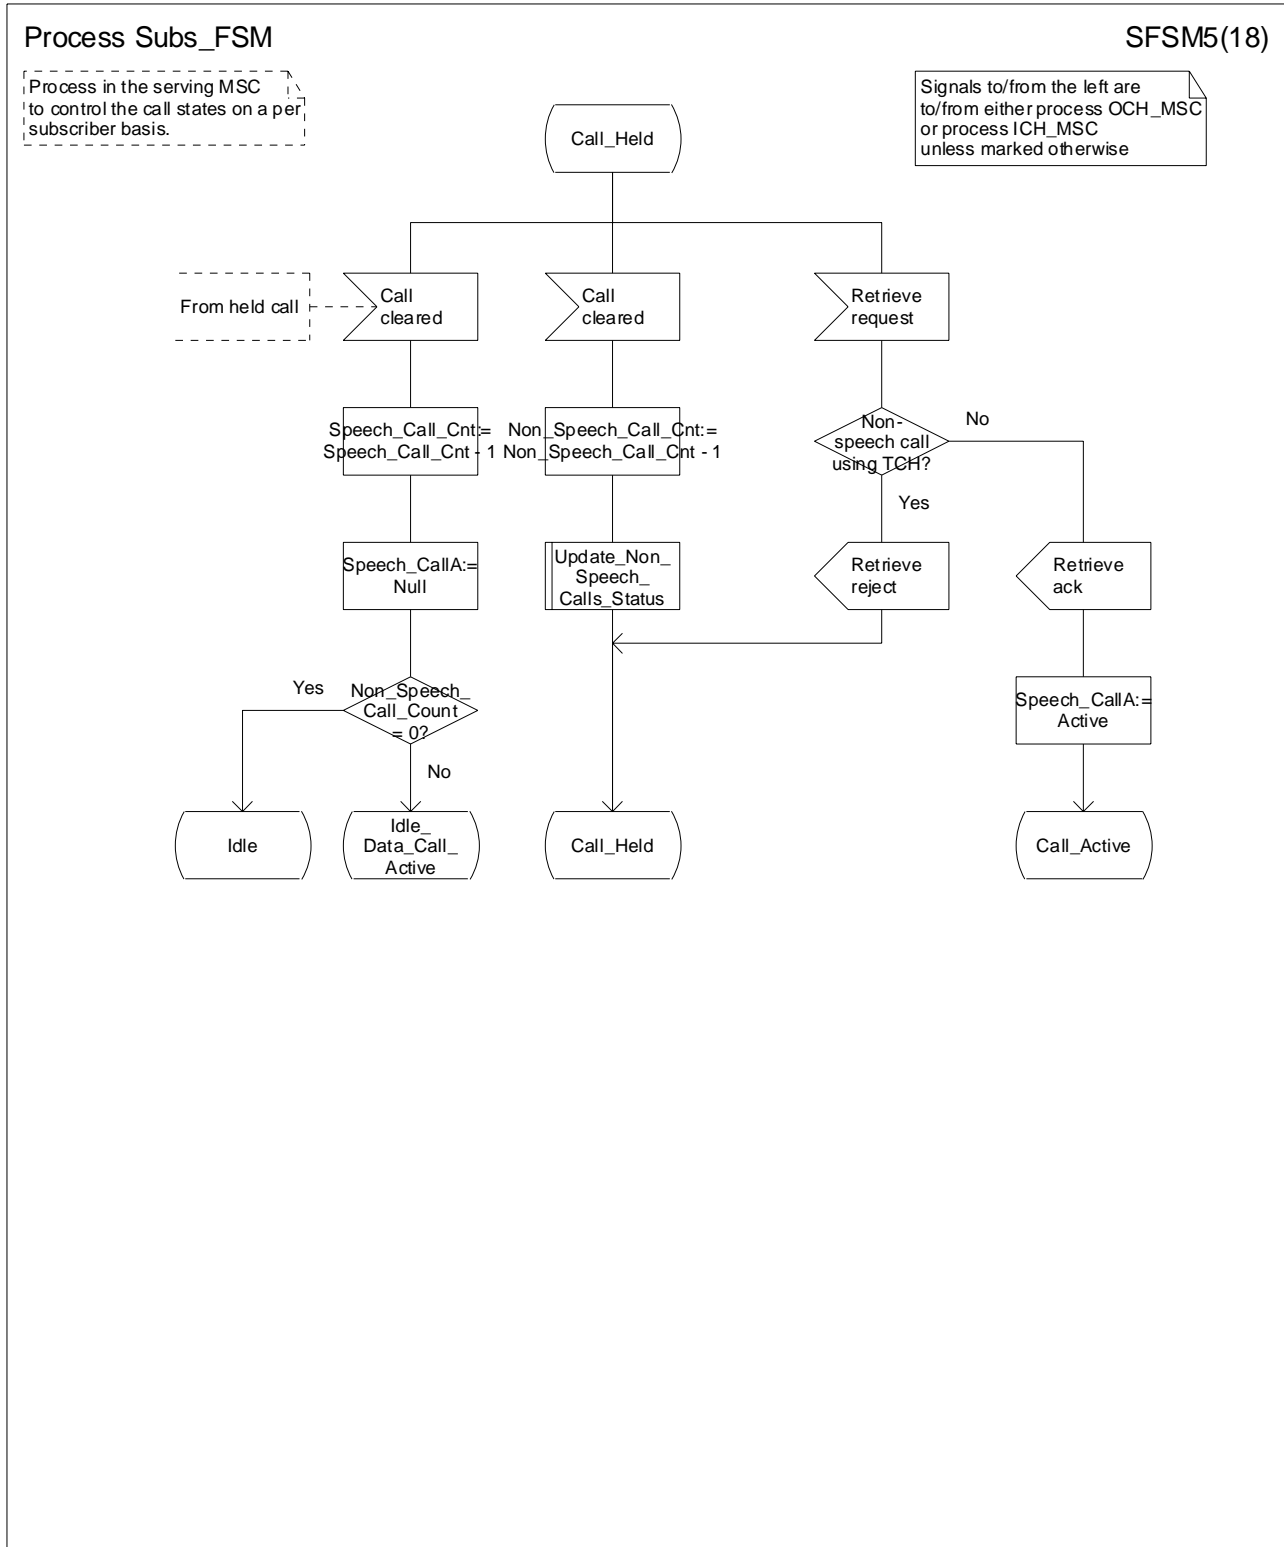 Process Subs_FSM
SFSM5(18)
Process in the serving MSC
to control the call states on a per
subscriber basis.
Signals to/from the left are
to/from either process OCH_MSC
or process ICH_MSC
unless marked otherwise
Call_Held
From held call
Call
cleared
Call
cleared
Retrieve
request
Speech_Call_Cnt:=
Speech_Call_Cnt - 1
Non_Speech_Call_Cnt:=
Non_Speech_Call_Cnt - 1
Non-
speech call
using TCH?
No
Yes
Speech_CallA:=
Null
Update_Non_
Speech_
Calls_Status
Retrieve
reject
Retrieve
ack
Yes
Non_Speech_
Call_Count
= 0?
No
Speech_CallA:=
Active
Idle
Idle_
Data_Call_
Active
Call_Held
Call_Active